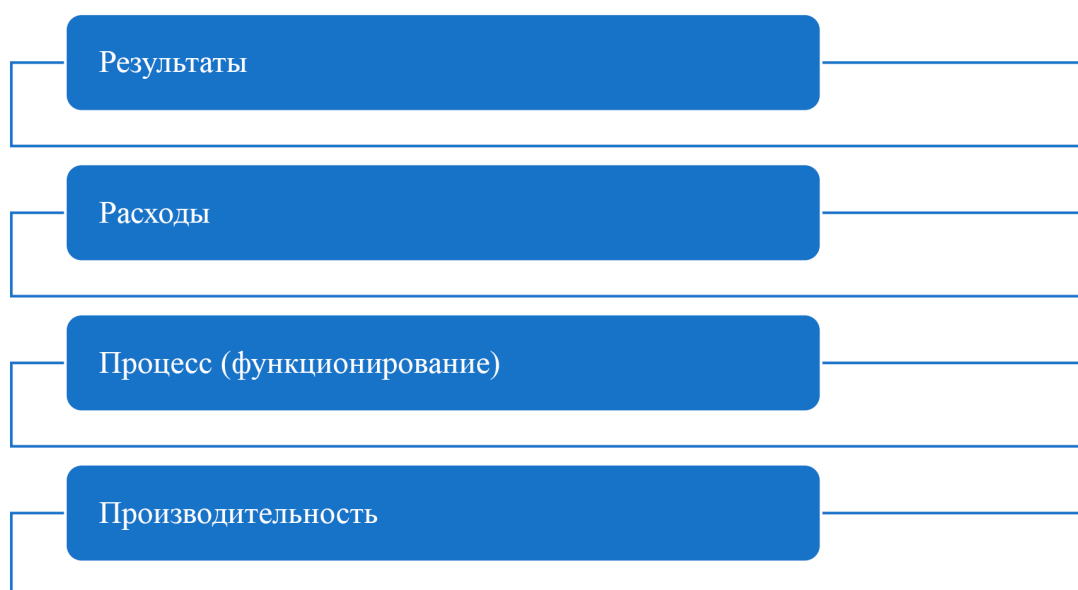 Результаты
Расходы
Процесс (функционирование)
Производительность